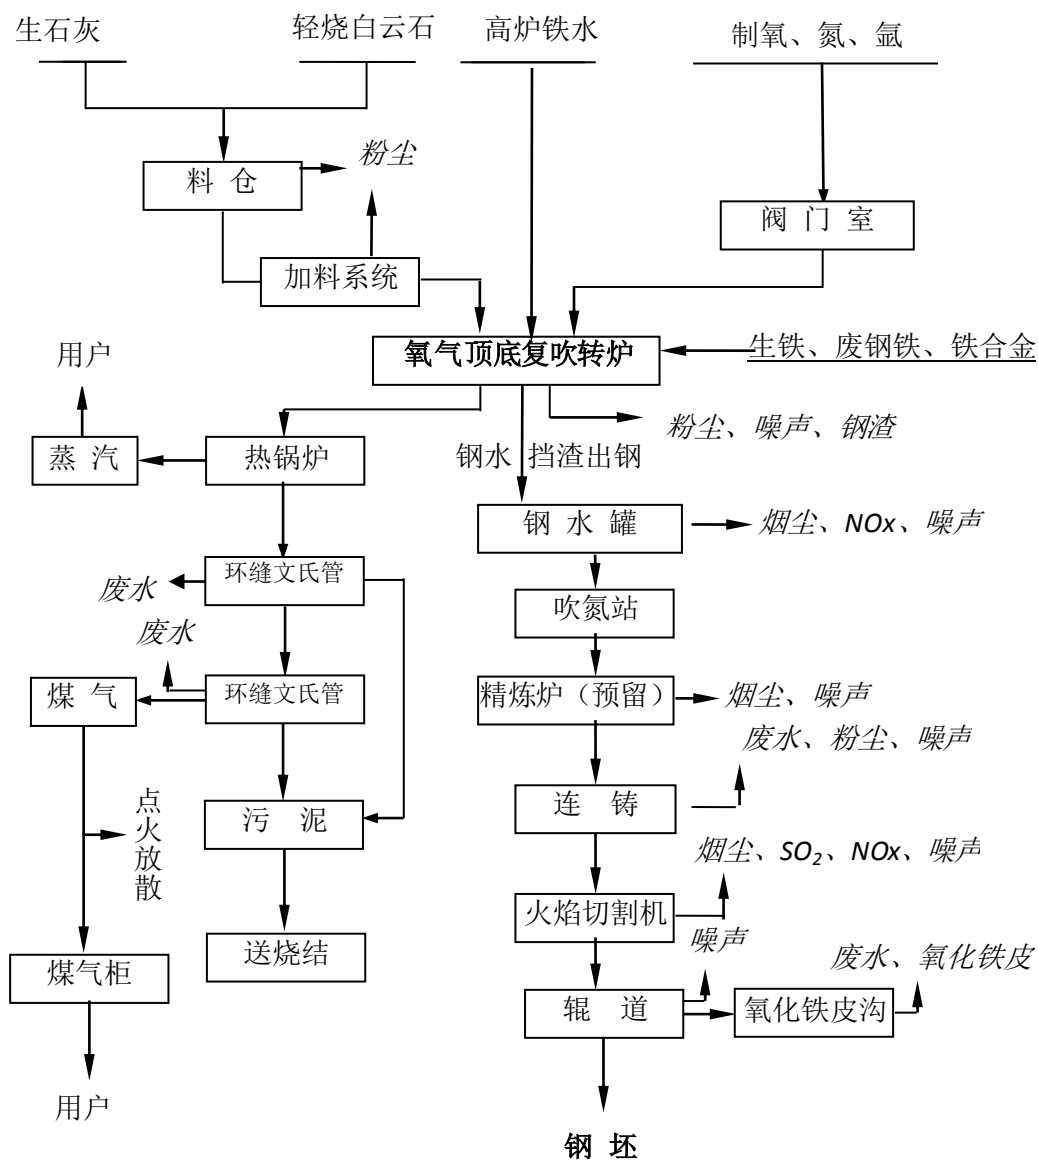 生石灰
轻烧白云石
高炉铁水
制氧、氮、氩
粉尘
料 仓
阀 门 室
加料系统
用户
氧气顶底复吹转炉
生铁、废钢铁、铁合金
粉尘、噪声、钢渣
蒸 汽
热锅炉
钢水 挡渣出钢
钢 水 罐
烟尘、NOx、噪声
环缝文氏管
废水
吹氮站
废水
煤 气
环缝文氏管
精炼炉（预留）
烟尘、噪声
废水、粉尘、噪声
点火放散
污 泥
连 铸
烟尘、SO₂、NOx、噪声
火焰切割机
噪声
送烧结
煤气柜
废水、氧化铁皮
辊 道
氧化铁皮沟
用户
钢 坯